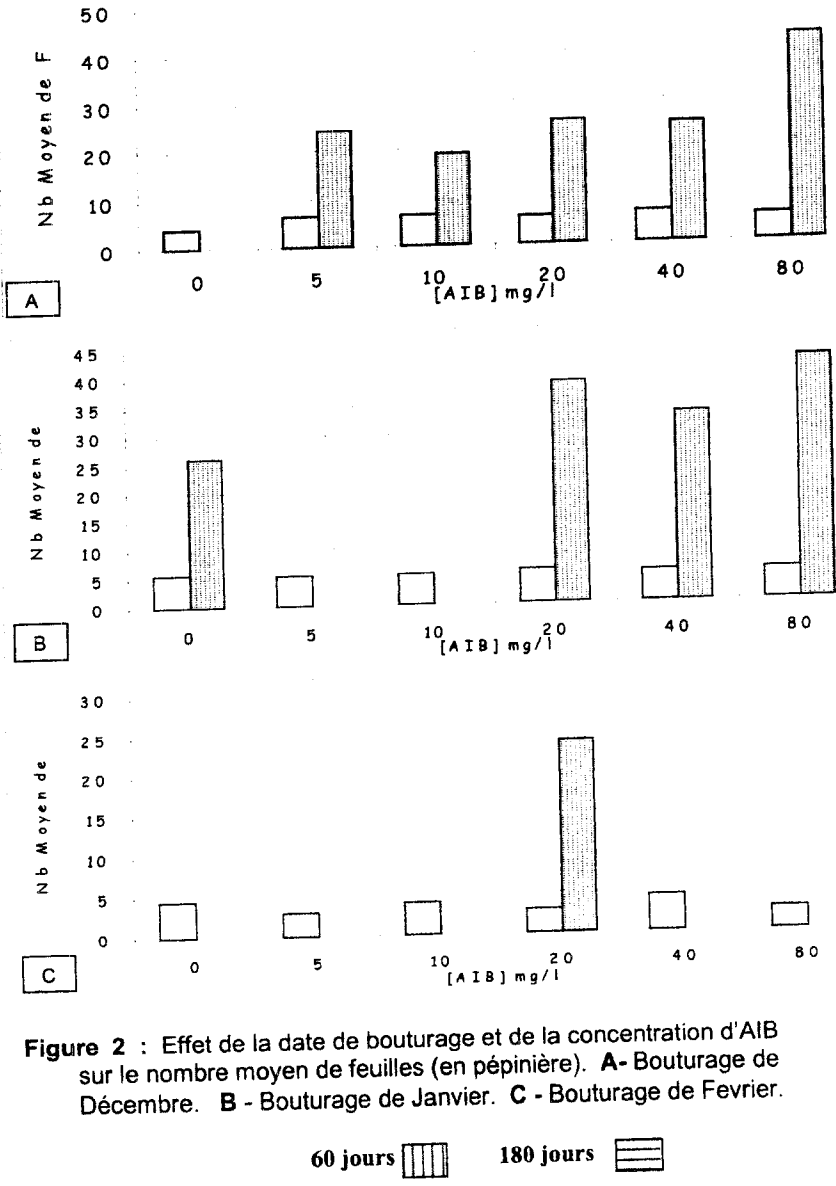 50
40
30
20
10
0
Nb Moyen de F
0 5 10 20 40 80
[AIB] mg/l
A
45
40
35
30
25
20
15
10
5
0
Nb Moyen de
0 5 10 20 40 80
[AIB] mg/l
B
30
25
20
15
10
5
0
Nb Moyen de
0 5 10 20 40 80
[AIB] mg/l
C
Figure 2 : Effet de la date de bouturage et de la concentration d'AIB
sur le nombre moyen de feuilles (en pépinière). A- Bouturage de
Décembre. B - Bouturage de Janvier. C - Bouturage de Fevrier.
60 jours 180 jours